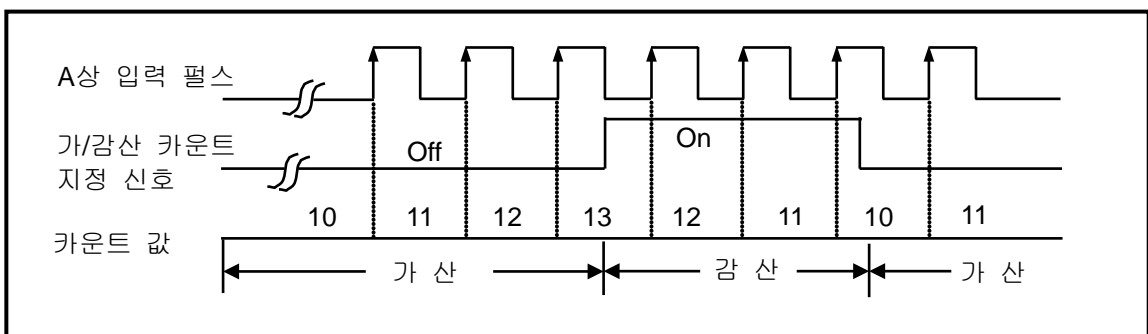 A상 입력 펄스
가/감산 카운트
지정 신호
Off
On
카운트 값
10 11 12 13 12 11 10 11
가 산
감 산
가 산